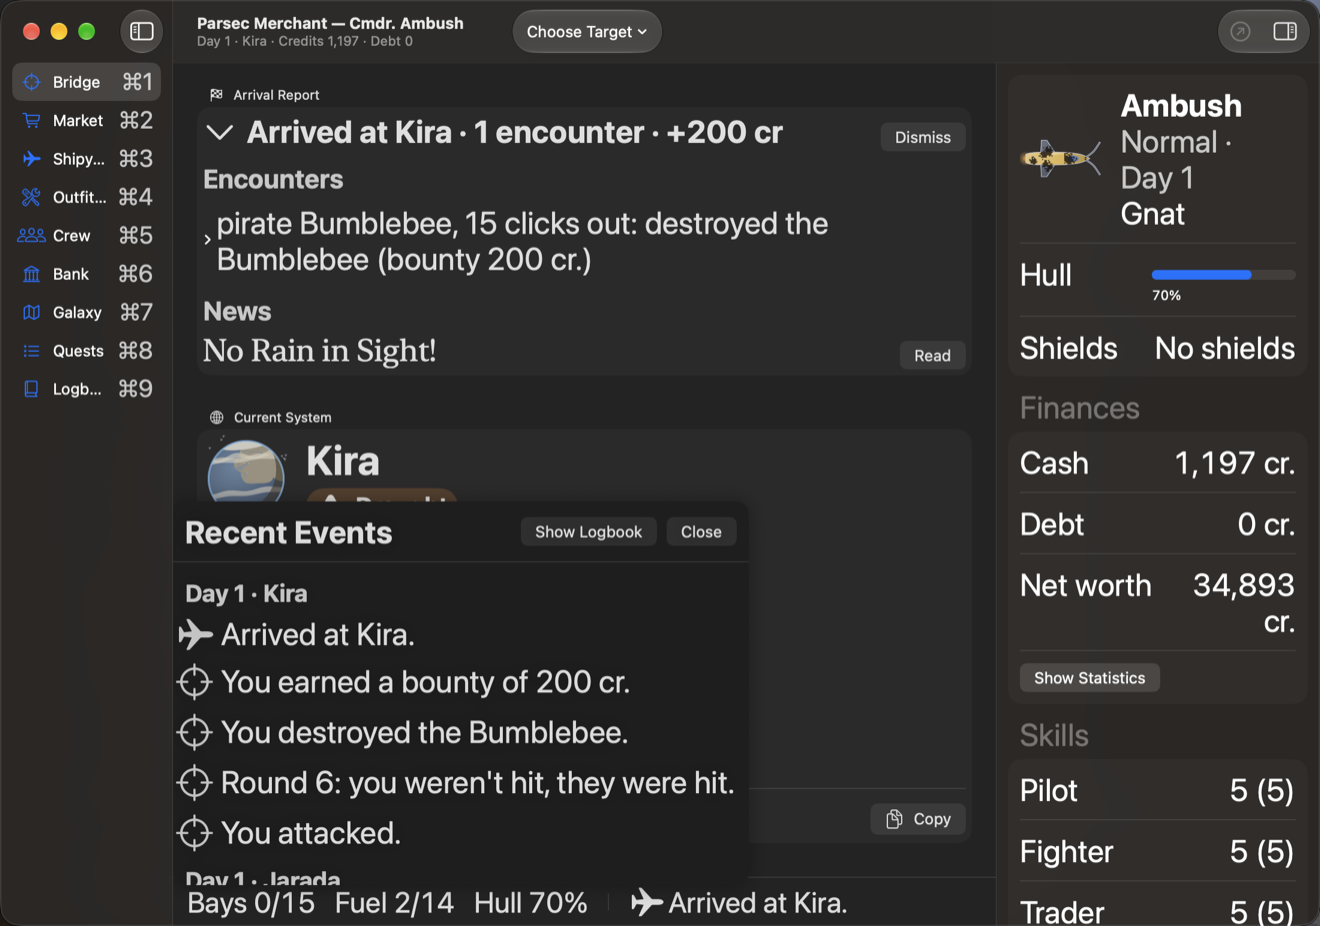 Parsec Merchant — Cmdr. Ambush
Day 1 · Kira · Credits 1,197 · Debt 0
Choose Target
Bridge ⌘1
Market ⌘2
Shipy... ⌘3
Outfit... ⌘4
Crew ⌘5
Bank ⌘6
Galaxy ⌘7
Quests ⌘8
Logb... ⌘9
Arrival Report
Arrived at Kira · 1 encounter · +200 cr
Dismiss
Encounters
pirate Bumblebee, 15 clicks out: destroyed the
Bumblebee (bounty 200 cr.)
News
No Rain in Sight!
Read
Current System
Kira
Recent Events
Show Logbook
Close
Day 1 · Kira
Arrived at Kira.
You earned a bounty of 200 cr.
You destroyed the Bumblebee.
Round 6: you weren't hit, they were hit.
You attacked.
Day 1 · Jarada
Copy
Bays 0/15 Fuel 2/14 Hull 70% Arrived at Kira.
Ambush
Normal ·
Day 1
Gnat
Hull
70%
Shields No shields
Finances
Cash 1,197 cr.
Debt 0 cr.
Net worth 34,893
cr.
Show Statistics
Skills
Pilot 5 (5)
Fighter 5 (5)
Trader 5 (5)